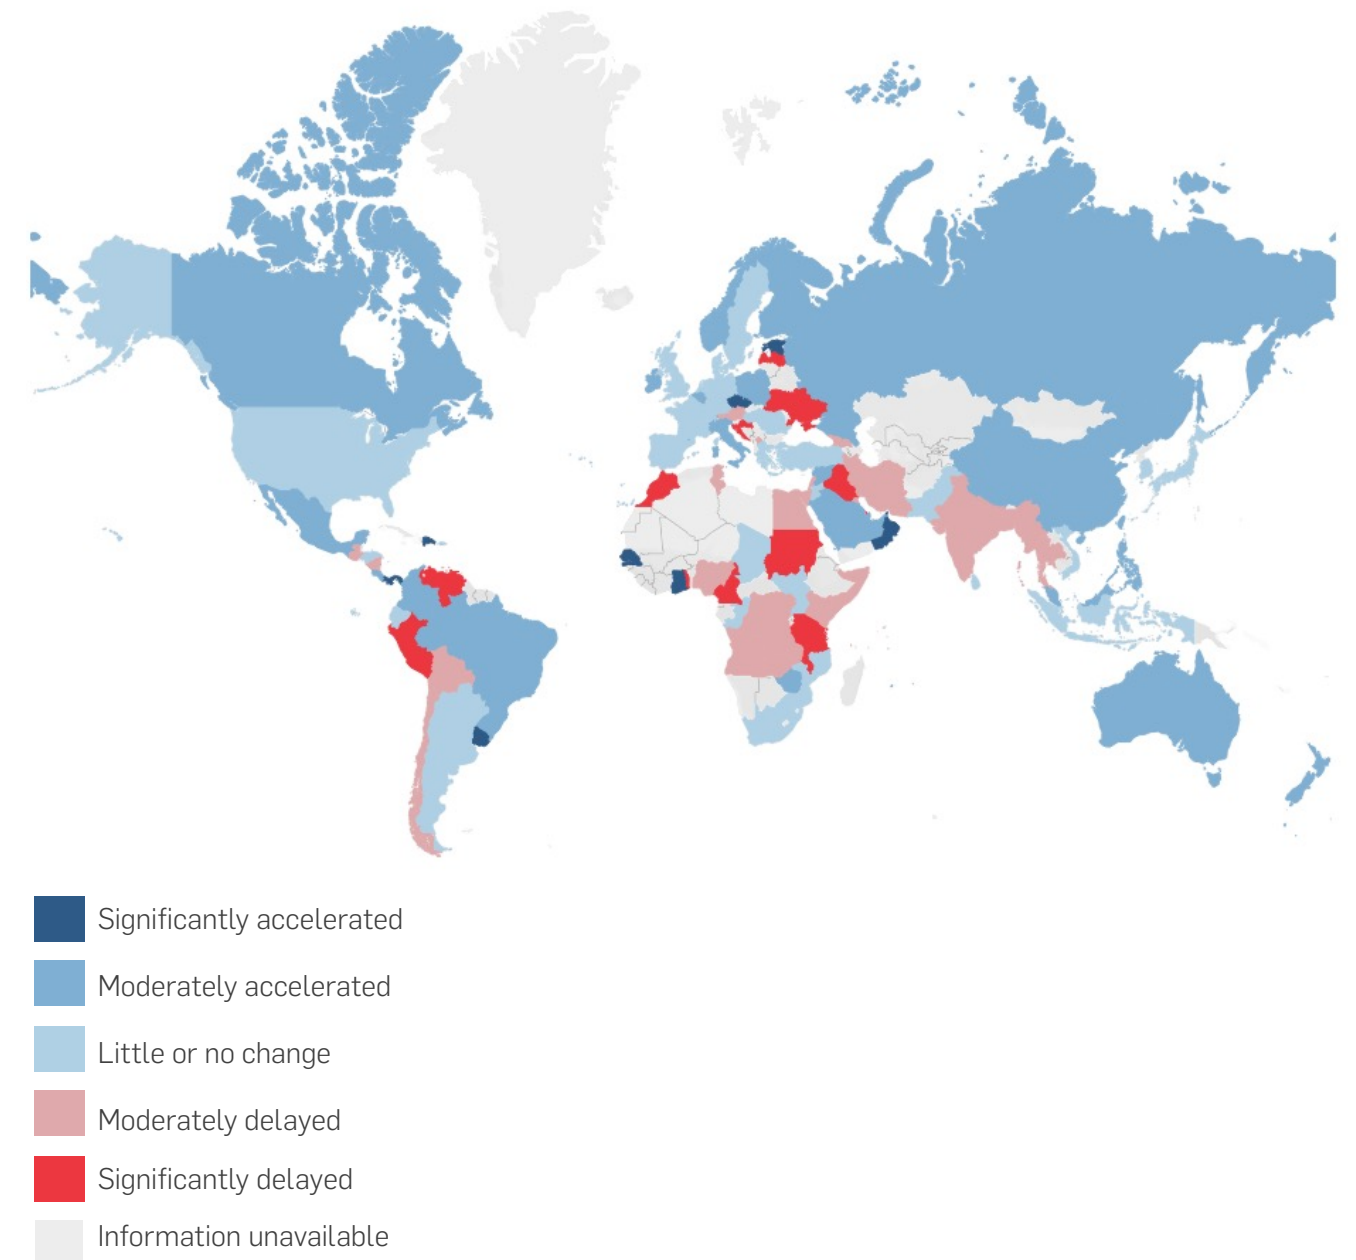 Significantly accelerated
Moderately accelerated
Little or no change
Moderately delayed
Significantly delayed
Information unavailable